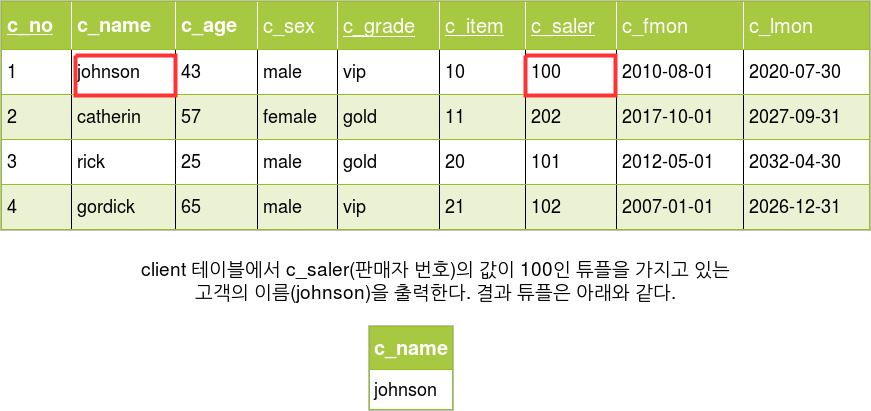 c_no c_name c_age c_sex c_grade c_item c_saler c_fmon c_lmon
1 johnson 43 male vip 10 100 2010-08-01 2020-07-30
2 catherin 57 female gold 11 202 2017-10-01 2027-09-31
3 rick 25 male gold 20 101 2012-05-01 2032-04-30
4 gordick 65 male vip 21 102 2007-01-01 2026-12-31
client 테이블에서 c_saler(판매자 번호)의 값이 100인 튜플을 가지고 있는
고객의 이름(johnson)을 출력한다. 결과 튜플은 아래와 같다.
c_name
johnson